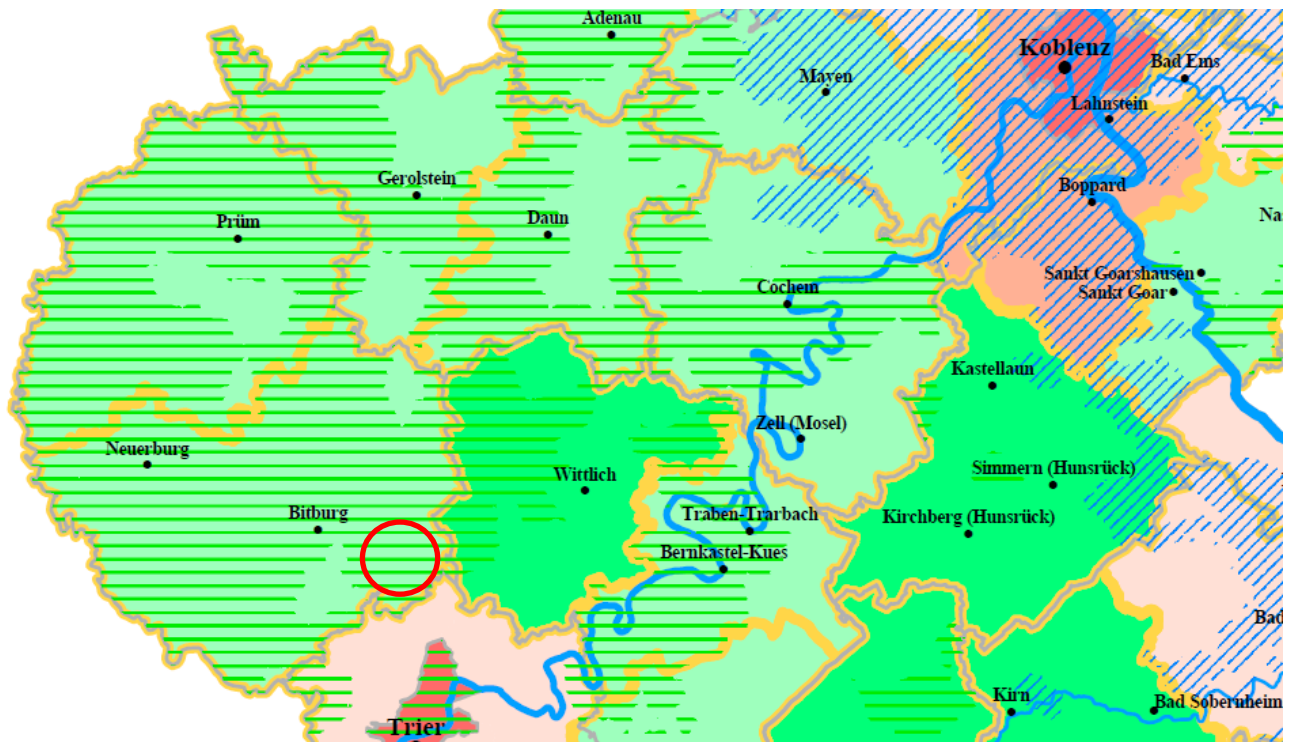 Adenau
Koblenz
Bad Ems
Mayen
Lahnstein
Gerolstein
Boppard
Prüm
Daun
Na
Sankt Goarshausen
Cochem
Sankt Goar
Kastellaun
Zell (Mosel)
Neuerburg
Wittlich
Simmern (Hunsrück)
Bitburg
Traben-Trarbach
Kirchberg (Hunsrück)
Bernkastel-Kues
Bad
Kirn
Bad Sobernheim
Trier